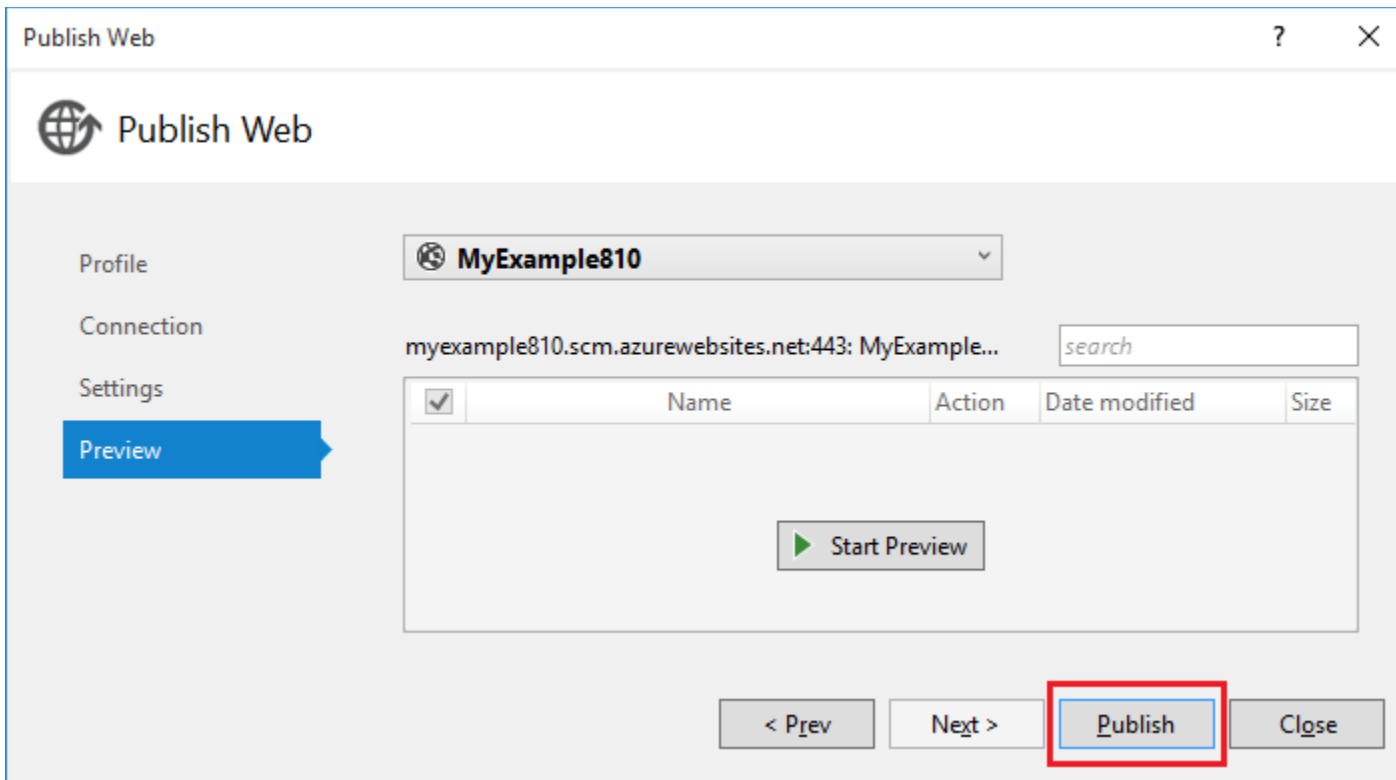 Publish Web
?
Publish Web
Profile
Connection
Settings
Preview
MyExample810
myexample810.scm.azurewebsites.net:443: MyExample...
search
Name Action Date modified Size
Start Preview
< Prev Next > Publish Close